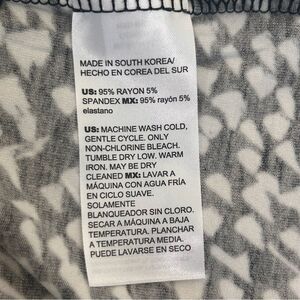 MADE IN SOUTH KOREA/
HECHO EN COREA DEL SUR
US: 95% RAYON 5%
SPANDEX MX: 95% rayón 5%
elastano
US: MACHINE WASH COLD,
GENTLE CYCLE. ONLY
NON-CHLORINE BLEACH.
TUMBLE DRY LOW. WARM
IRON. MAY BE DRY
CLEANED MX: LAVAR A
MÁQUINA CON AGUA FRÍA
EN CICLO SUAVE.
SOLAMENTE
BLANQUEADOR SIN CLORO.
SECAR A MÁQUINA A BAJA
TEMPERATURA. PLANCHAR
A TEMPERATURA MEDIA.
PUEDE LAVARSE EN SECO